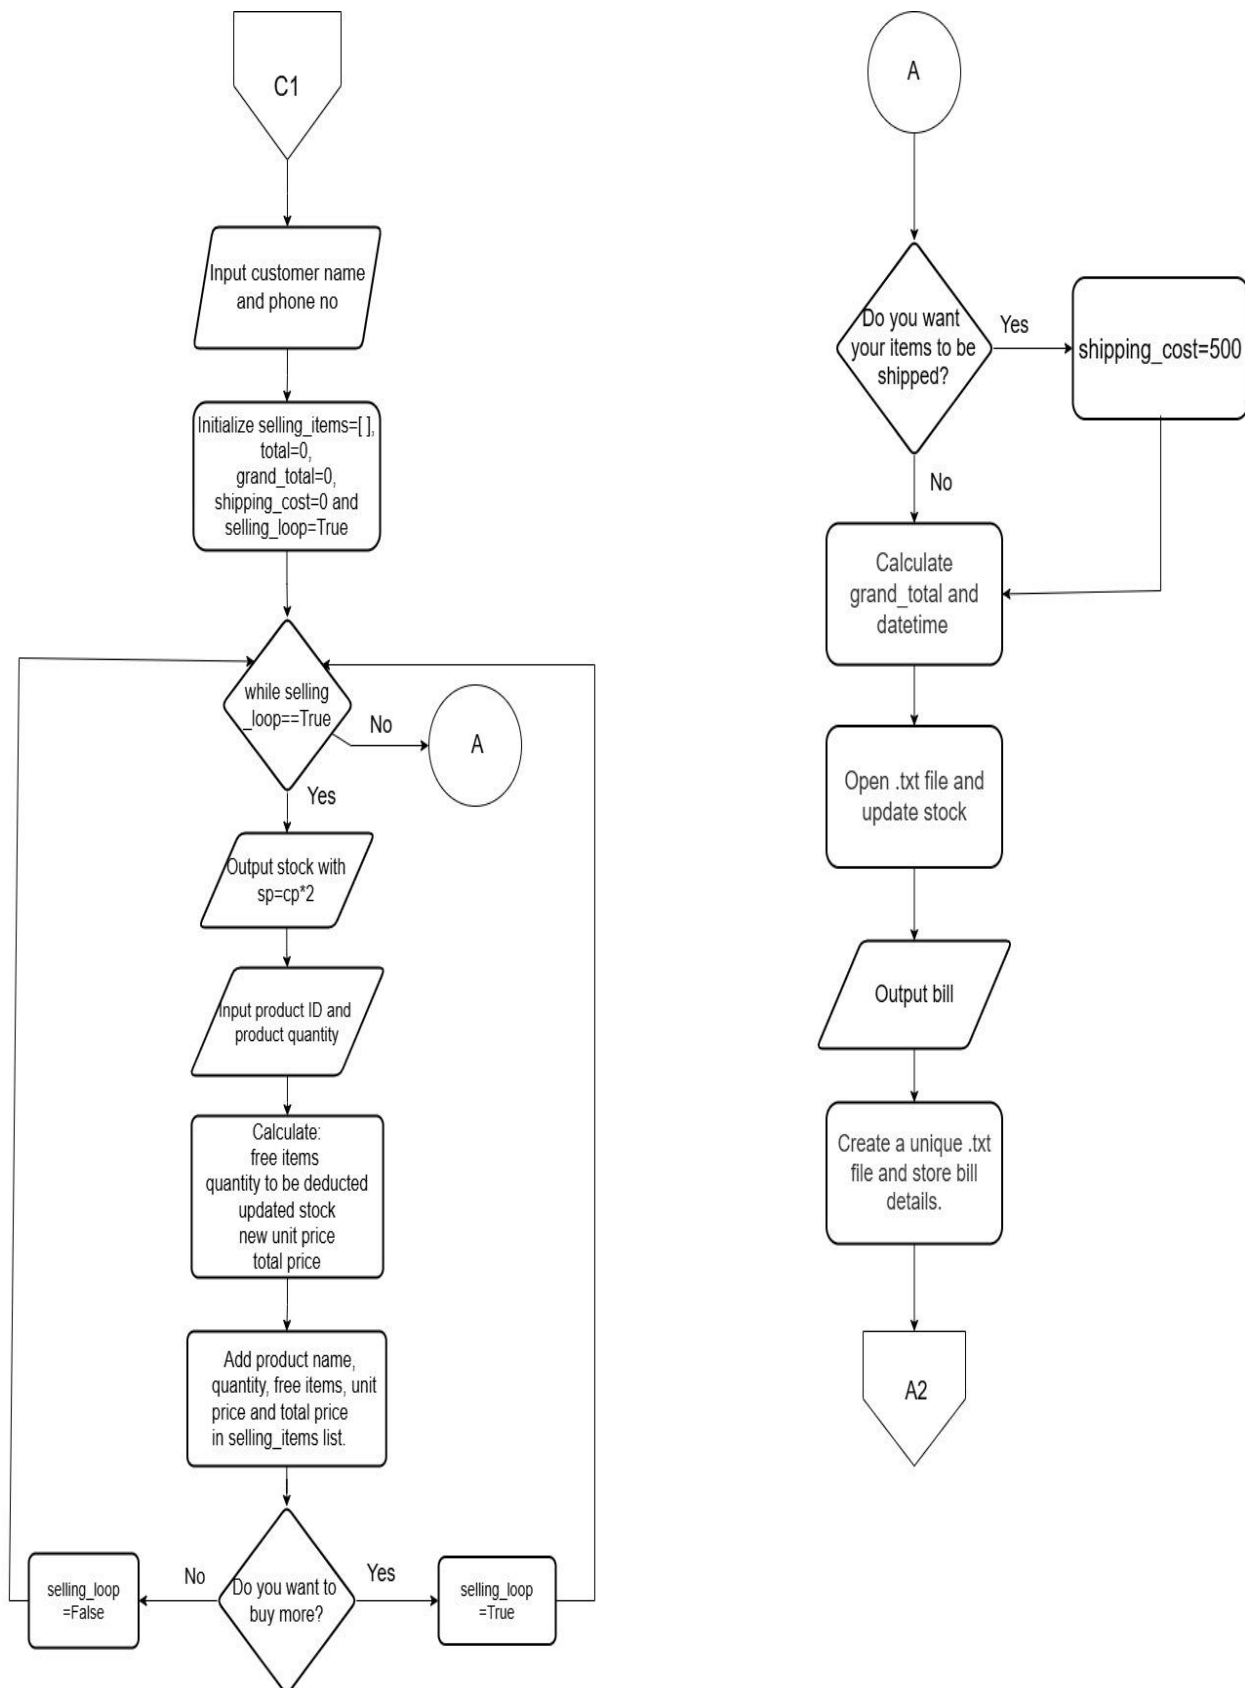 C1
Input customer name
and phone no
Initialize selling_items=[ ],
total=0,
grand_total=0,
shipping_cost=0 and
selling_loop=True
while selling
_loop==True
No
A
Yes
Output stock with
sp=cp*2
Input product ID and
product quantity
Calculate:
free items
quantity to be deducted
updated stock
new unit price
total price
Add product name,
quantity, free items, unit
price and total price
in selling_items list.
Do you want to
buy more?
No
selling_loop
=False
Yes
selling_loop
=True
A
Do you want
your items to be
shipped?
Yes
shipping_cost=500
No
Calculate
grand_total and
datetime
Open .txt file and
update stock
Output bill
Create a unique .txt
file and store bill
details.
A2